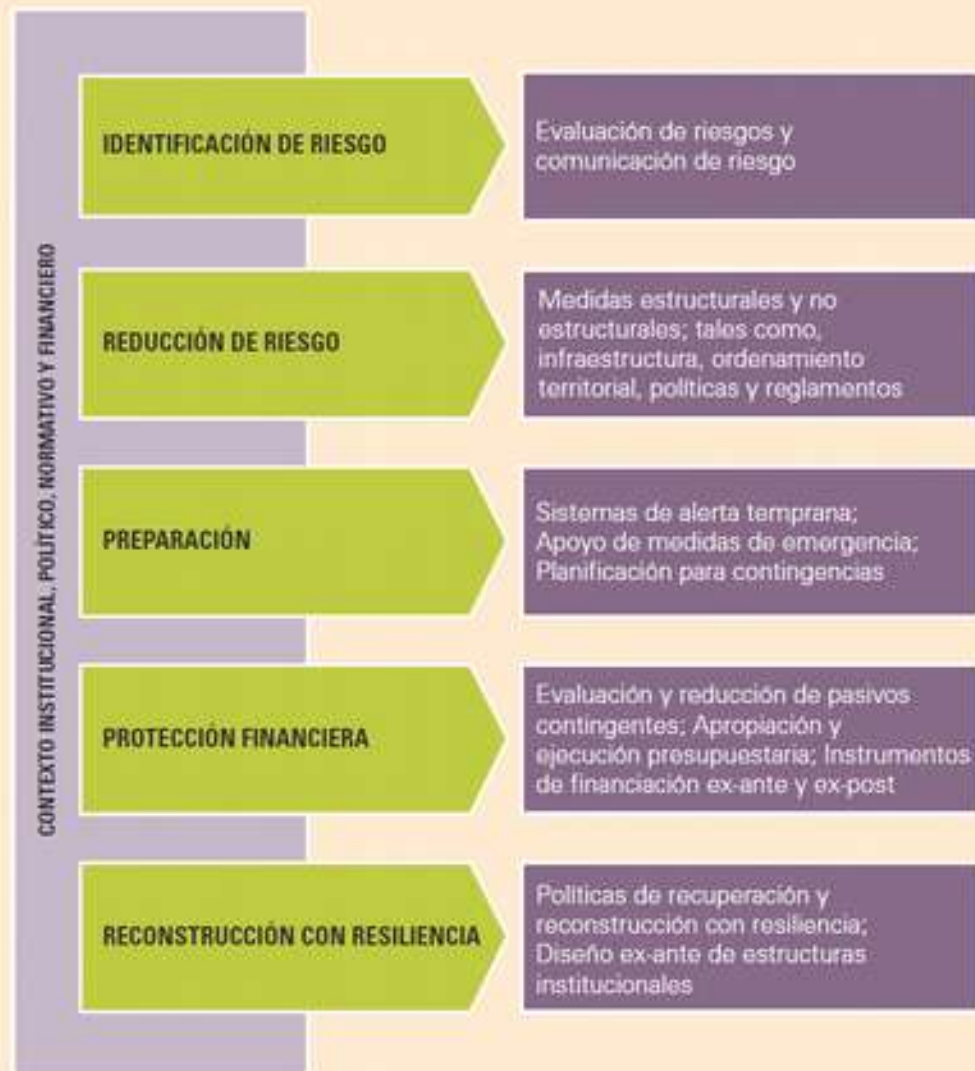 CONTEXTO INSTITUCIONAL, POLÍTICO, NORMATIVO Y FINANCIERO
IDENTIFICACIÓN DE RIESGO
Evaluación de riesgos y
comunicación de riesgo
REDUCCIÓN DE RIESGO
Medidas estructurales y no
estructurales; tales como,
infraestructura, ordenamiento
territorial, políticas y reglamentos
PREPARACIÓN
Sistemas de alerta temprana;
Apoyo de medidas de emergencia;
Planificación para contingencias
PROTECCIÓN FINANCIERA
Evaluación y reducción de pasivos
contingentes; Apropiación y
ejecución presupuestaria; Instrumentos
de financiación ex-ante y ex-post
RECONSTRUCCIÓN CON RESILIENCIA
Políticas de recuperación y
reconstrucción con resiliencia;
Diseño ex-ante de estructuras
institucionales